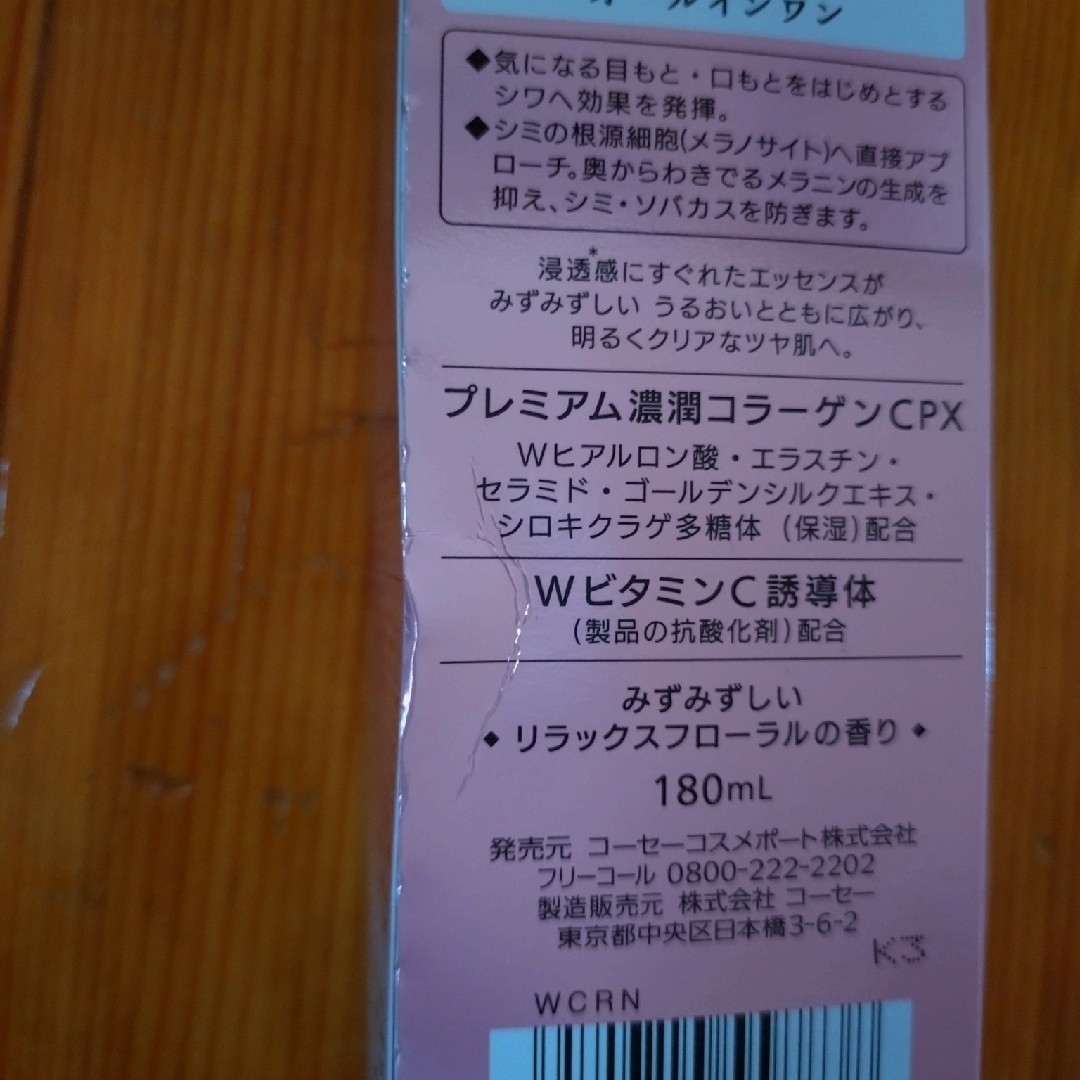 オールインワン
◆気になる目もと・口もとをはじめとする
シワへ効果を発揮。
◆シミの根源細胞(メラノサイト)へ直接アプ
ローチ。奥からわきでるメラニンの生成を
抑え、シミ・ソバカスを防ぎます。
浸透*感にすぐれたエッセンスが
みずみずしい うるおいとともに広がり、
明るくクリアなツヤ肌へ。
プレミアム濃潤コラーゲンCPX
Wヒアルロン酸・エラスチン・
セラミド・ゴールデンシルクエキス・
シロキクラゲ多糖体 (保湿)配合
WビタミンC誘導体
(製品の抗酸化剤)配合
みずみずしい
◆ リラックスフローラルの香り ◆
180mL
発売元 コーセーコスメポート株式会社
フリーコール 0800-222-2202
製造販売元 株式会社 コーセー
東京都中央区日本橋3-6-2
K3
WCRN